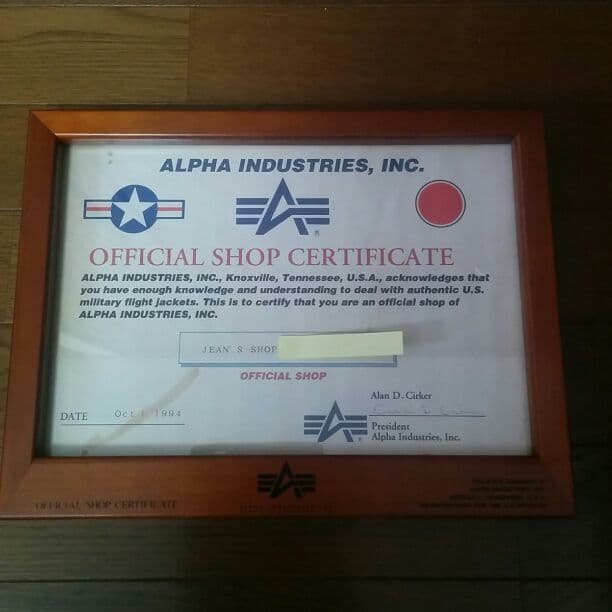 ALPHA INDUSTRIES, INC.
®
OFFICIAL SHOP CERTIFICATE
ALPHA INDUSTRIES, INC., Knoxville, Tennessee, U.S.A., acknowledges that
you have enough knowledge and understanding to deal with authentic U.S.
military flight jackets. This is to certify that you are an official shop of
ALPHA INDUSTRIES, INC.
JEAN'S SHOP
OFFICIAL SHOP
Alan D. Cirker
DATE Oct.1.1994
®
President
Alpha Industries, Inc.
OFFICIAL SHOP CERTIFICATE